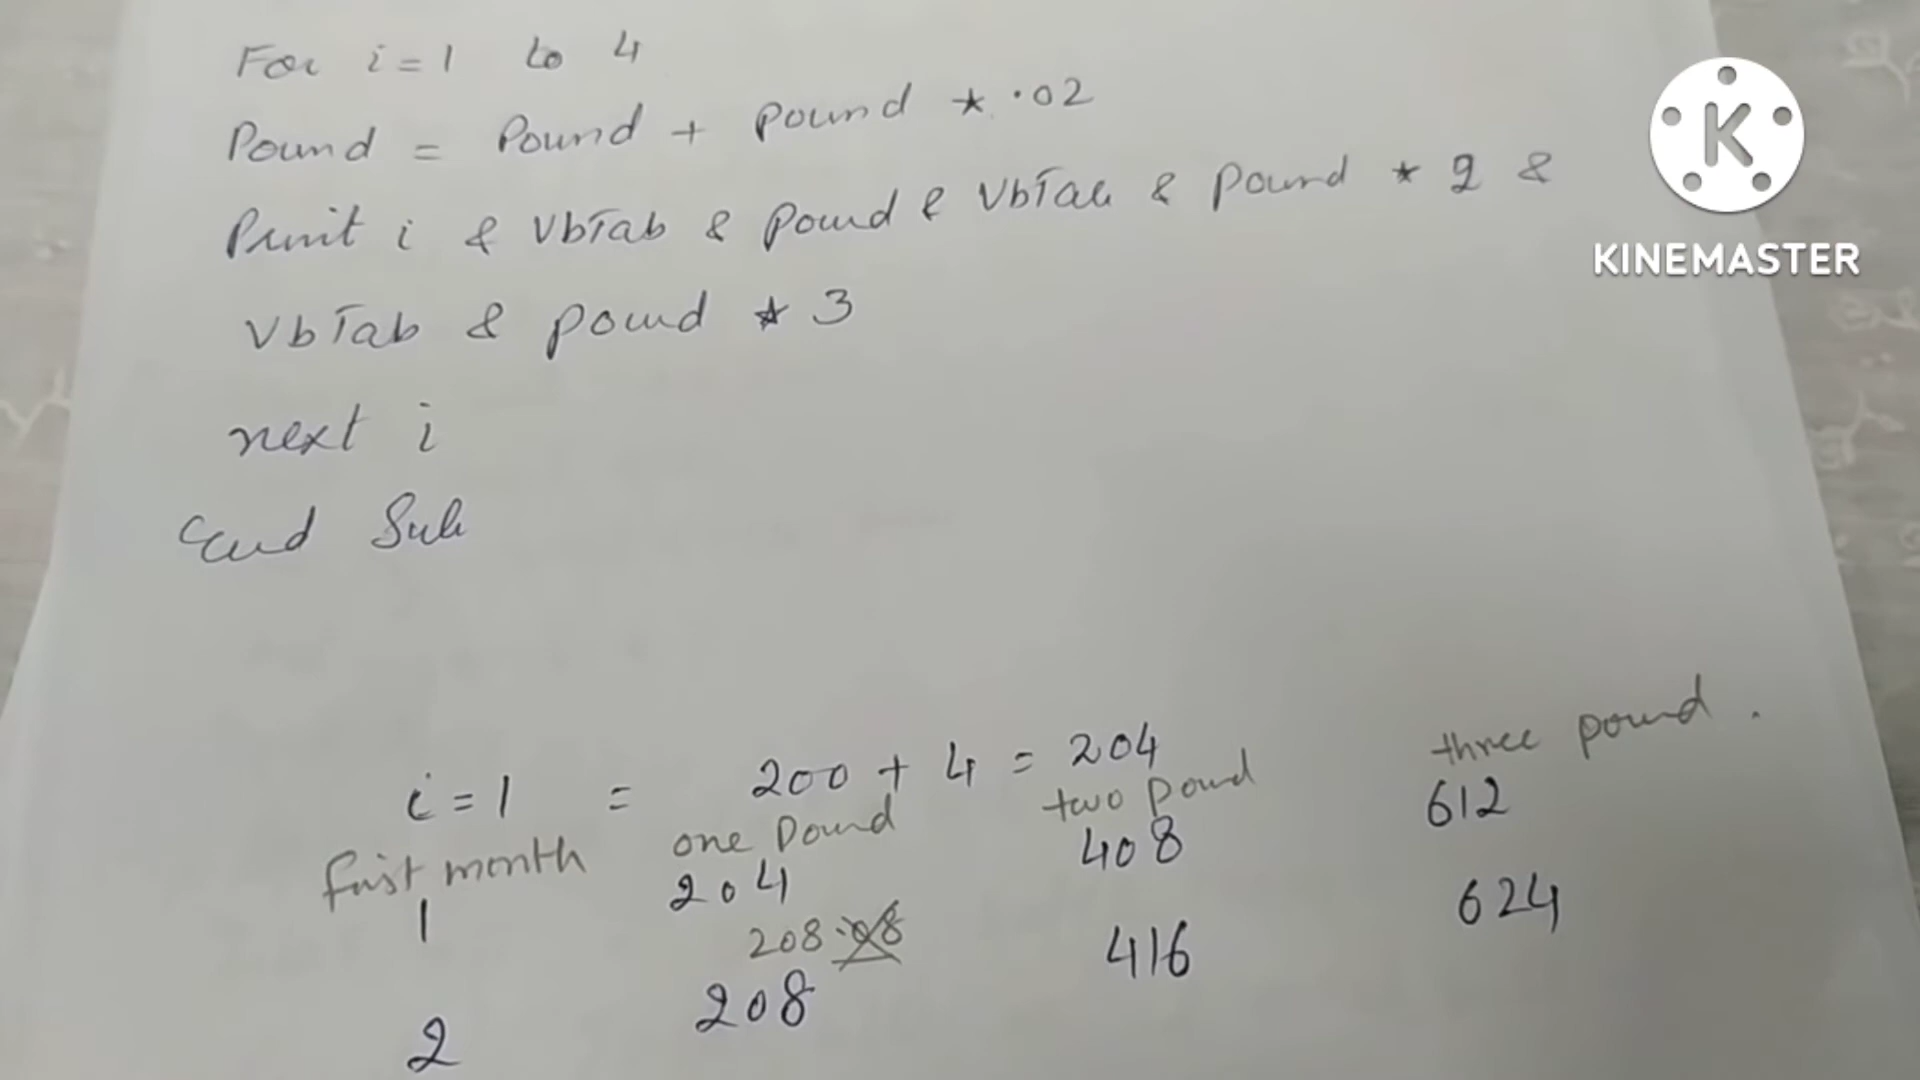 For i = 1 to 4
Pound = Pound + pound * .02
Print i & VbTab & pound & VbTab & pound * 2 &
VbTab & pound * 3
next i
End Sub
K
KINEMASTER
i = 1 = 200 + 4 = 204
first month one Pound two pound three pound.
1 204 408 612
208.08
2 208 416 624